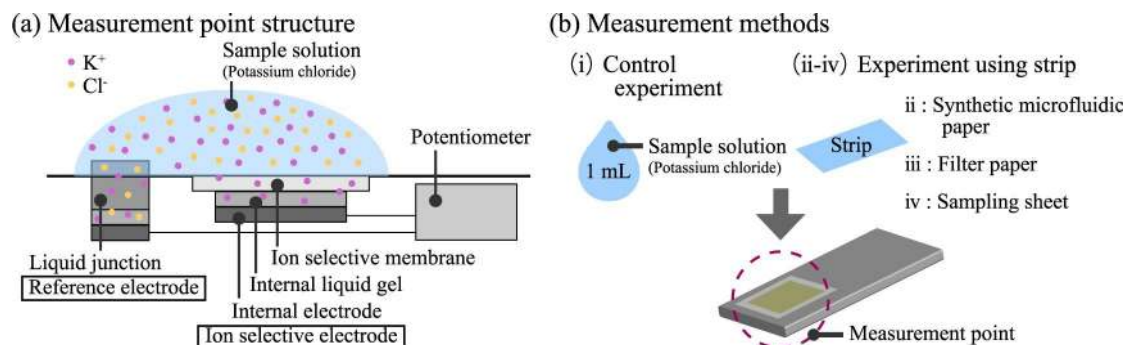 (a) Measurement point structure
K⁺
Cl⁻
Sample solution
(Potassium chloride)
Potentiometer
Liquid junction
Reference electrode
Ion selective membrane
Internal liquid gel
Internal electrode
Ion selective electrode
(b) Measurement methods
(i) Control
experiment
1 mL
Sample solution
(Potassium chloride)
(ii-iv) Experiment using strip
Strip
ii : Synthetic microfluidic
paper
iii : Filter paper
iv : Sampling sheet
Measurement point